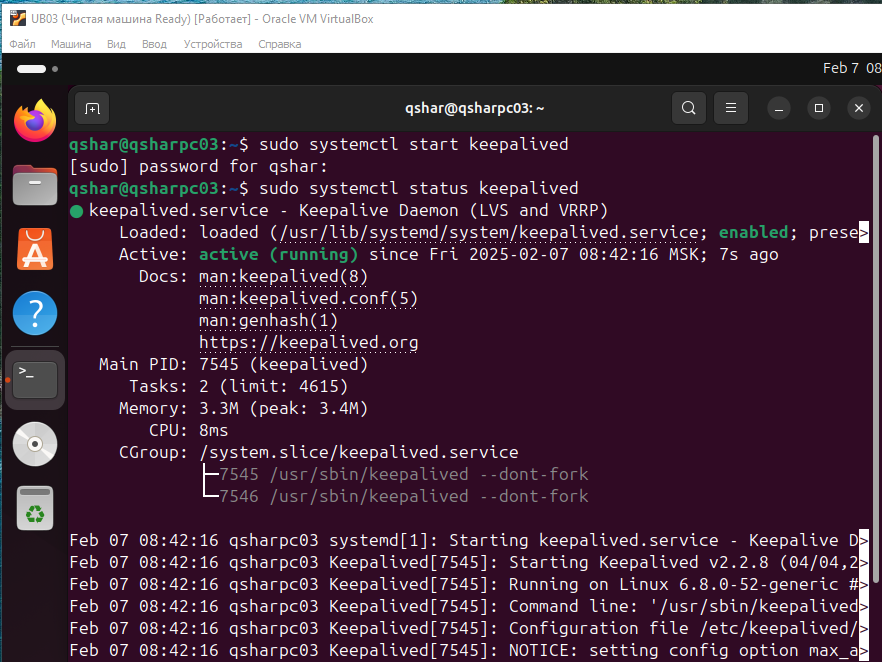 UB03 (Чистая машина Ready) [Работает] - Oracle VM VirtualBox
Файл Машина Вид Ввод Устройства Справка
Feb 7 08
qshar@qsharpc03: ~
qshar@qsharpc03:~$ sudo systemctl start keepalived
[sudo] password for qshar:
qshar@qsharpc03:~$ sudo systemctl status keepalived
● keepalived.service - Keepalive Daemon (LVS and VRRP)
Loaded: loaded (/usr/lib/systemd/system/keepalived.service; enabled; prese>
Active: active (running) since Fri 2025-02-07 08:42:16 MSK; 7s ago
Docs: man:keepalived(8)
man:keepalived.conf(5)
man:genhash(1)
https://keepalived.org
Main PID: 7545 (keepalived)
Tasks: 2 (limit: 4615)
Memory: 3.3M (peak: 3.4M)
CPU: 8ms
CGroup: /system.slice/keepalived.service
├─7545 /usr/sbin/keepalived --dont-fork
└─7546 /usr/sbin/keepalived --dont-fork
Feb 07 08:42:16 qsharpc03 systemd[1]: Starting keepalived.service - Keepalive D>
Feb 07 08:42:16 qsharpc03 Keepalived[7545]: Starting Keepalived v2.2.8 (04/04,2>
Feb 07 08:42:16 qsharpc03 Keepalived[7545]: Running on Linux 6.8.0-52-generic #>
Feb 07 08:42:16 qsharpc03 Keepalived[7545]: Command line: '/usr/sbin/keepalived>
Feb 07 08:42:16 qsharpc03 Keepalived[7545]: Configuration file /etc/keepalived/>
Feb 07 08:42:16 qsharpc03 Keepalived[7545]: NOTICE: setting config option max_a>